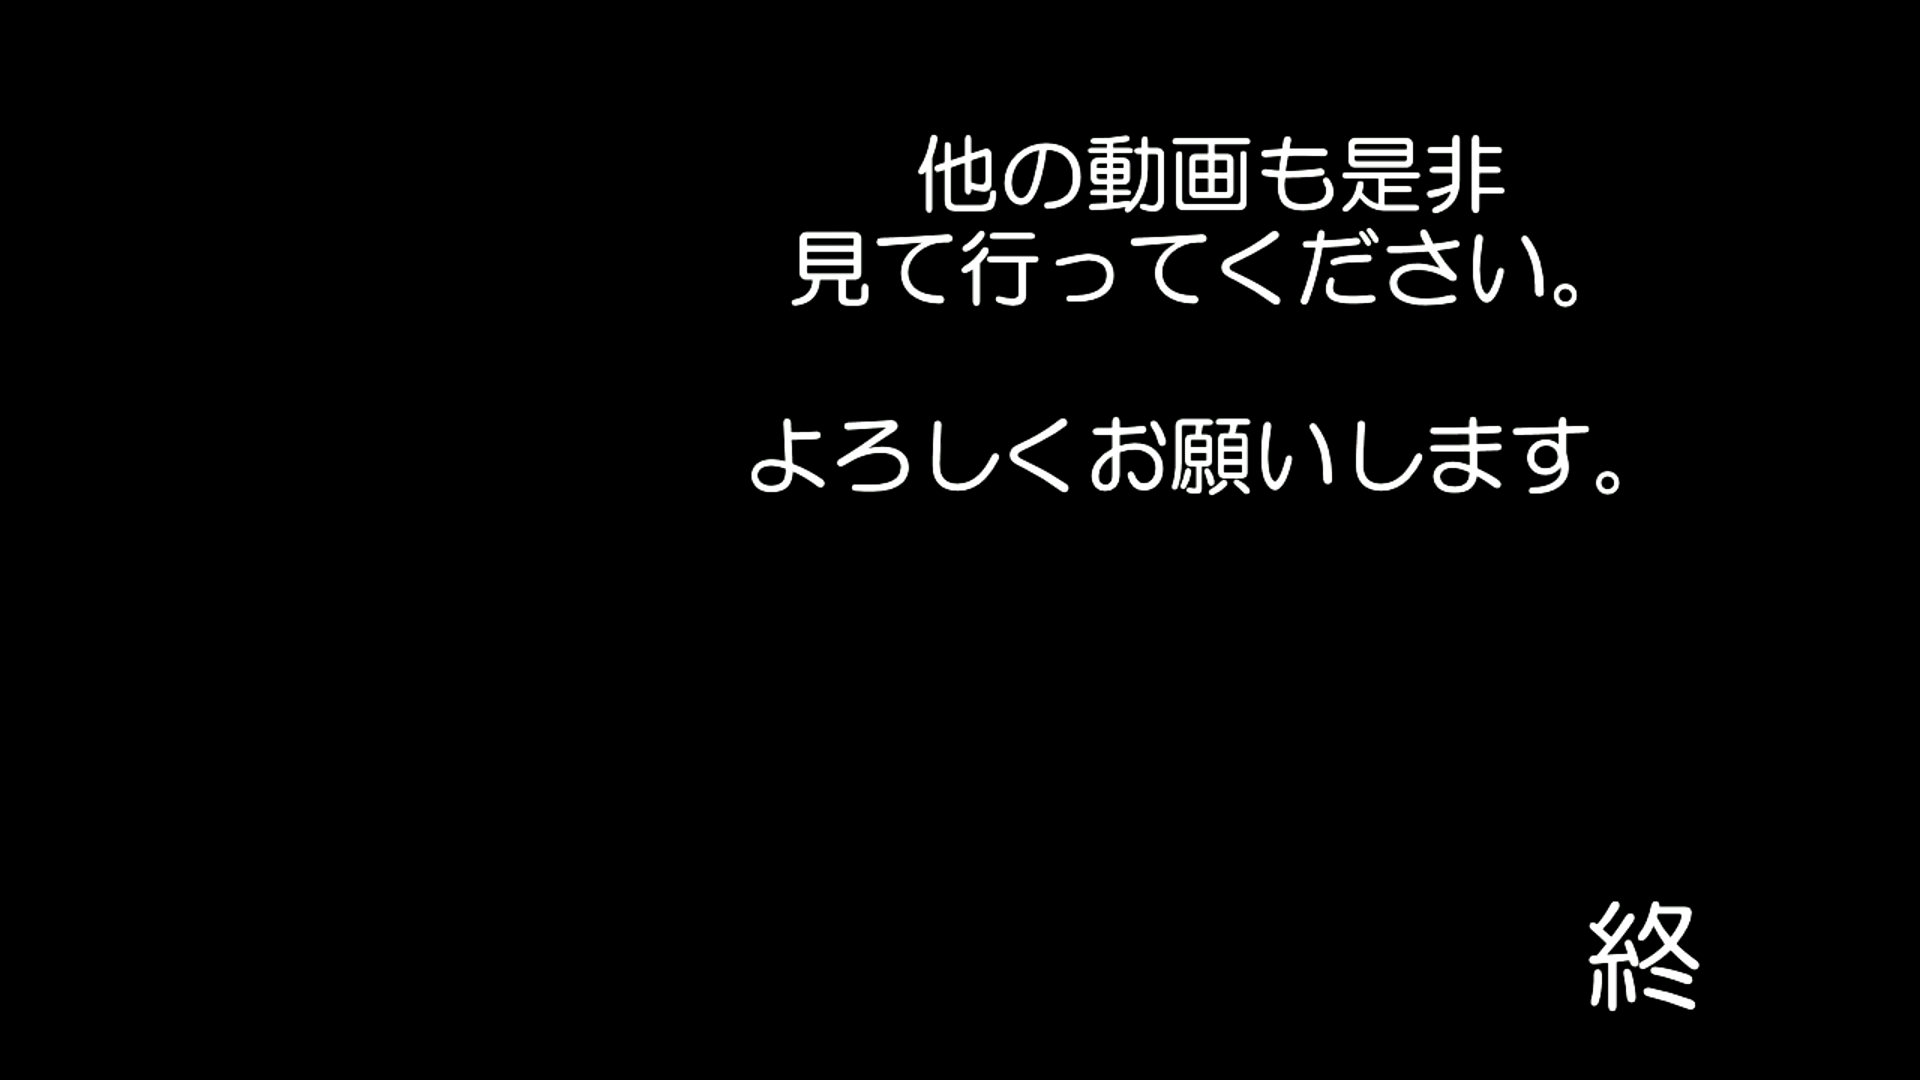 他の動画も是非
見て行ってください。
よろしくお願いします。
終